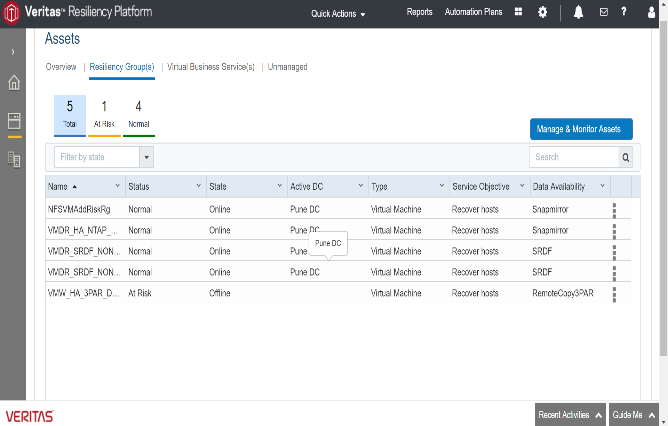 Veritas™ Resiliency Platform
Quick Actions
Reports
Automation Plans
?
Assets
Overview | Resiliency Group(s) | Virtual Business Service(s) | Unmanaged
5 1 4
Total At Risk Normal
Manage & Monitor Assets
Filter by state
Search
Name Status State Active DC Type Service Objective Data Availability
NFSVMAddRiskRg Normal Online Pune DC Virtual Machine Recover hosts Snapmirror
VMDR_HA_NTAP_... Normal Online Pune DC Virtual Machine Recover hosts Snapmirror
Pune DC
VMDR_SRDF_NON... Normal Online Pune Virtual Machine Recover hosts SRDF
VMDR_SRDF_NON... Normal Online Pune DC Virtual Machine Recover hosts SRDF
VMW_HA_3PAR_D... At Risk Offline Virtual Machine Recover hosts RemoteCopy3PAR
VERITAS
Recent Activities
Guide Me